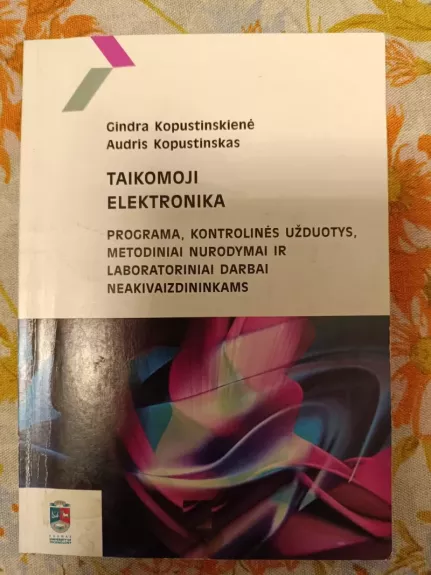 Gindra Kopustinskienė
Audris Kopustinskas
TAIKOMOJI
ELEKTRONIKA
PROGRAMA, KONTROLINĖS UŽDUOTYS,
METODINIAI NURODYMAI IR
LABORATORINIAI DARBAI
NEAKIVAIZDININKAMS